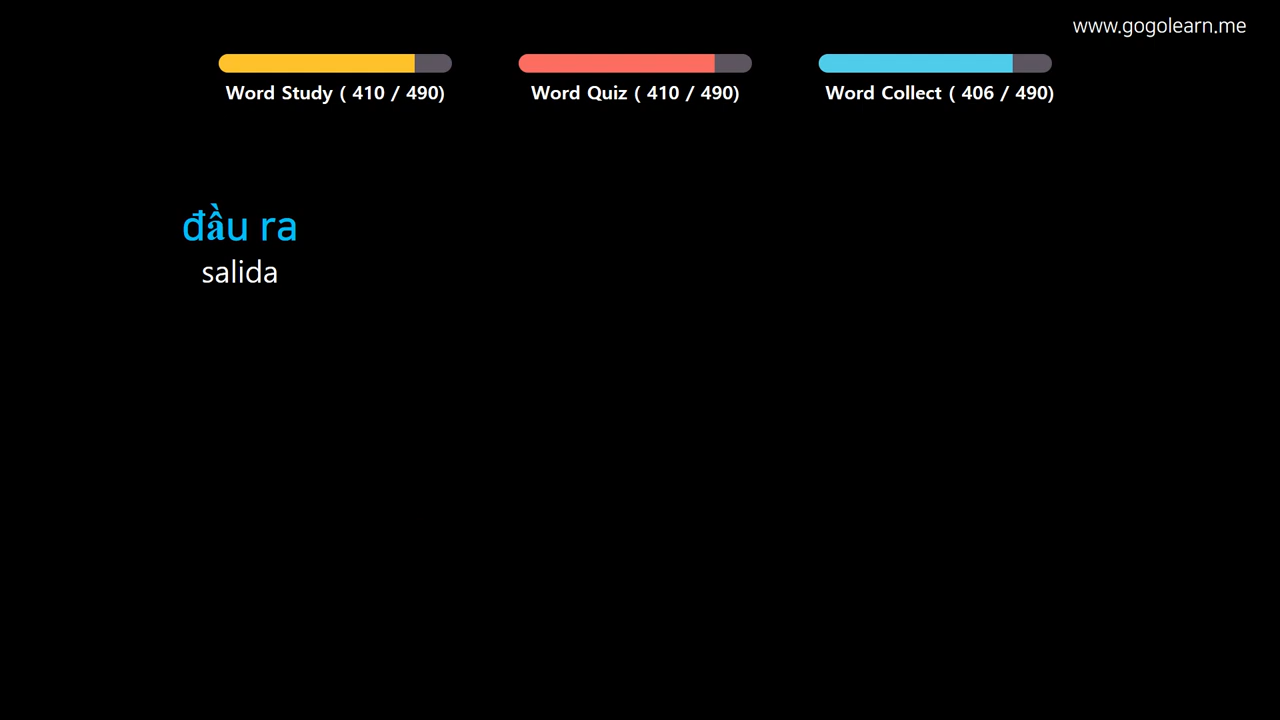 www.gogolearn.me
Word Study ( 410 / 490)
Word Quiz ( 410 / 490)
Word Collect ( 406 / 490)
đầu ra
salida